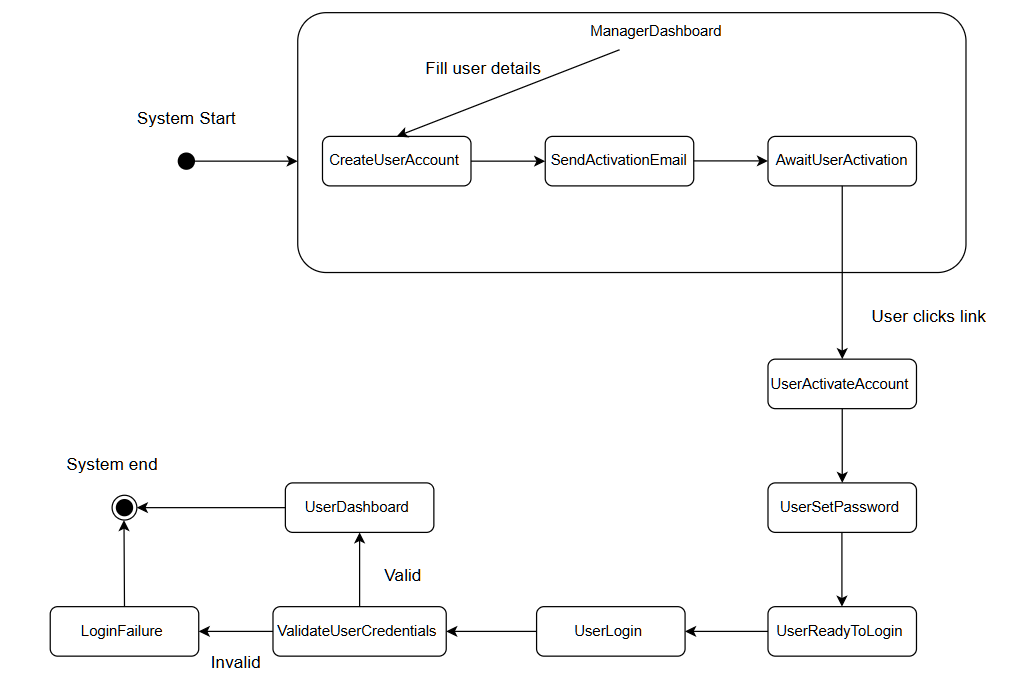 ManagerDashboard
Fill user details
System Start
CreateUserAccount
SendActivationEmail
AwaitUserActivation
User clicks link
UserActivateAccount
System end
UserDashboard
UserSetPassword
Valid
LoginFailure
ValidateUserCredentials
UserLogin
UserReadyToLogin
Invalid